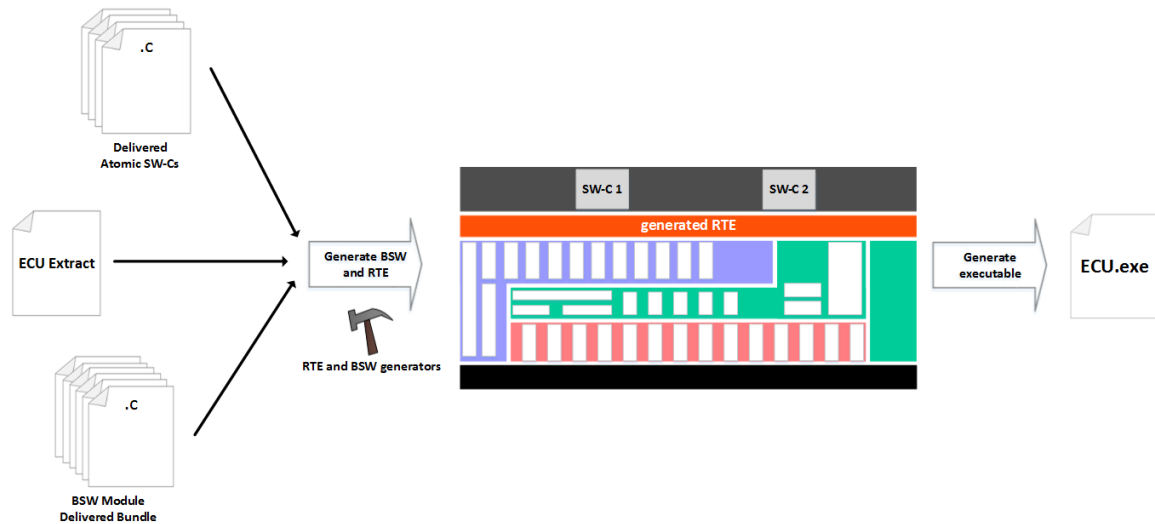 .C
Delivered
Atomic SW-Cs
ECU Extract
.C
BSW Module
Delivered Bundle
Generate BSW
and RTE
RTE and BSW generators
SW-C 1
SW-C 2
generated RTE
Generate
executable
ECU.exe